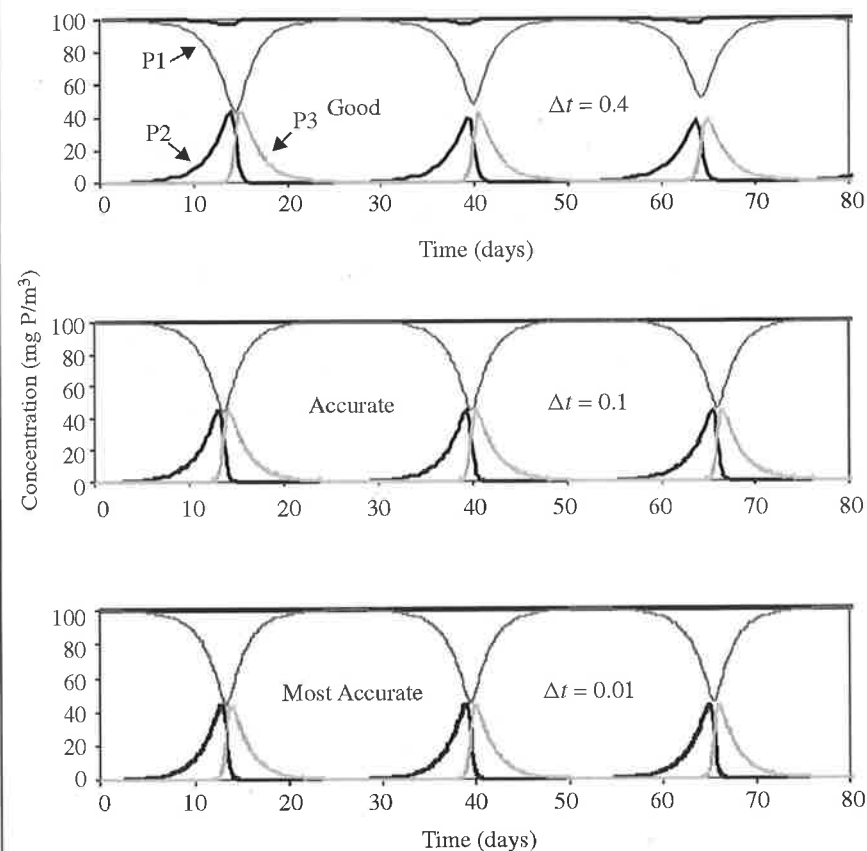 Concentration (mg P/m³)
100
80
60
40
20
0
P1
P2
P3
Good
Δt = 0.4
0 10 20 30 40 50 60 70 80
Time (days)
100
80
60
40
20
0
Accurate
Δt = 0.1
0 10 20 30 40 50 60 70 80
100
80
60
40
20
0
Most Accurate
Δt = 0.01
0 10 20 30 40 50 60 70 80
Time (days)